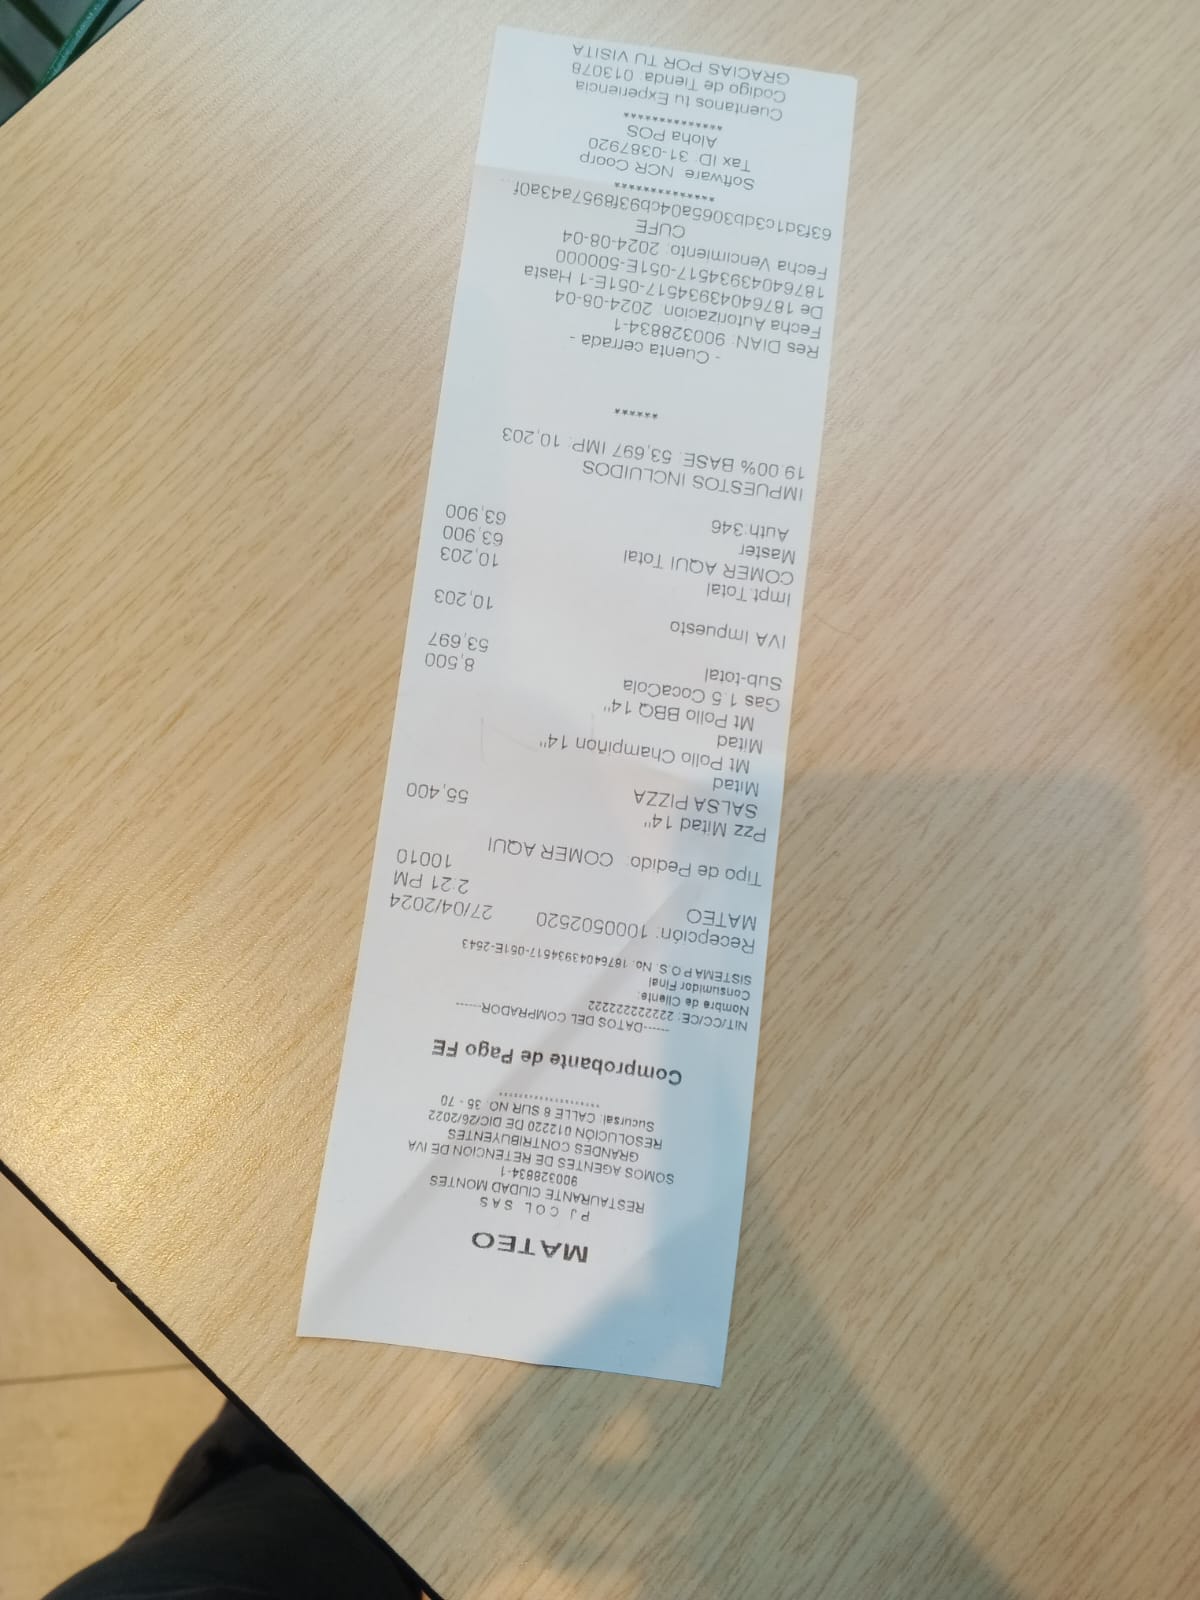 MATEO
P J COL SAS
RESTAURANTE CIUDAD MONTES
900328834-1
SOMOS AGENTES DE RETENCION DE IVA
GRANDES CONTRIBUYENTES
RESOLUCIÓN 012220 DE DIC/26/2022
Sucursal: CALLE 8 SUR NO. 35 - 70
********************
Comprobante de Pago FE
------DATOS DEL COMPRADOR------
NIT/CC/CE: 222222222222
Nombre de Cliente:
Consumidor Final
SISTEMA P.O.S. No. 18764043934517-051E-2543
Recepción: 1000502520 27/04/2024
MATEO 2:21 PM
10010
Tipo de Pedido: COMER AQUI
Pzz Mitad 14" 55,400
SALSA PIZZA
Mitad
Mt Pollo Champiñon 14"
Mitad
Mt Pollo BBQ 14"
Gas 1.5 CocaCola 8,500
Sub-total 53,697
IVA Impuesto 10,203
Impt.Total 10,203
COMER AQUI Total 63,900
Master 63,900
Auth:346
IMPUESTOS INCLUIDOS
19.00% BASE: 53,697 IMP: 10,203
******
- Cuenta cerrada -
Res DIAN: 900328834-1
Fecha Autorizacion: 2024-08-04
De 18764043934517-051E-1 Hasta
18764043934517-051E-500000
Fecha Vencimiento: 2024-08-04
CUFE
63f3d1c3db3065a04cb93f8957a43a0f
**************
Software NCR Coorp
Tax ID: 31-0387920
Aloha POS
**************
Cuentanos tu Experiencia
Codigo de Tienda: 013078
GRACIAS POR TU VISITA